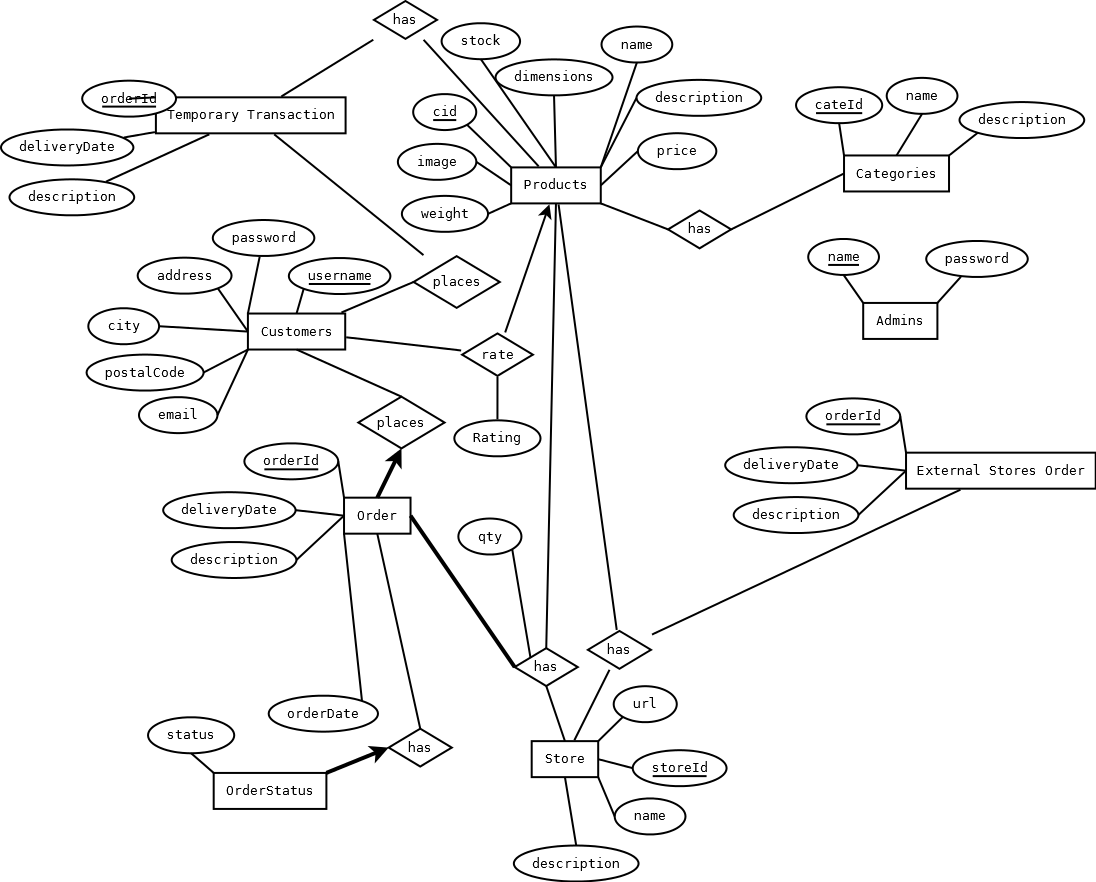 has
stock
name
dimensions
orderId
Temporary Transaction
cid
description
cateId
name
description
deliveryDate
image
price
Products
Categories
description
weight
has
password
address
username
places
name
password
city
Customers
Admins
rate
postalCode
email
places
Rating
orderId
orderId
deliveryDate
External Stores Order
deliveryDate
Order
description
description
qty
has
has
url
orderDate
status
has
Store
storeId
OrderStatus
name
description